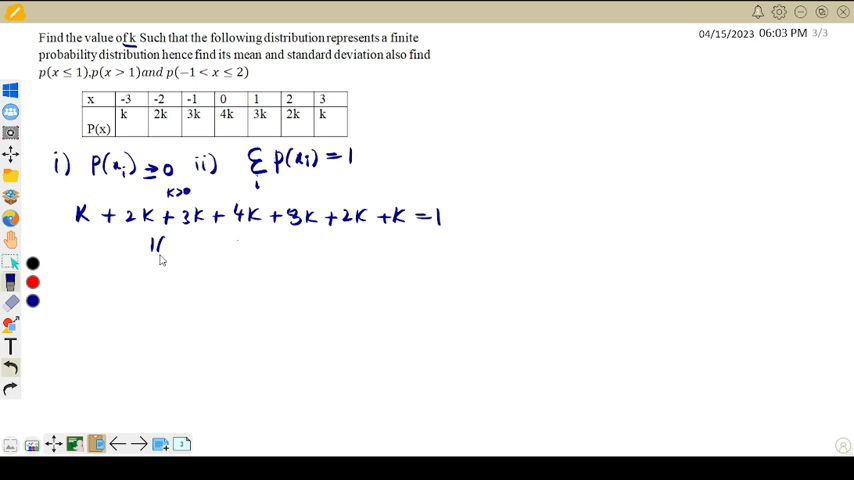 04/15/2023 06:03 PM 3/3
Find the value of k Such that the following distribution represents a finite
probability distribution hence find its mean and standard deviation also find
p(x ≤ 1),p(x > 1)and p(−1 < x ≤ 2)
x -3 -2 -1 0 1 2 3
P(x) k 2k 3k 4k 3k 2k k
i) P(xi) ≥ 0 ii) Σi p(xi) = 1
K≥0
K + 2K + 3K + 4K + 3K + 2K + K = 1
1(
T
3